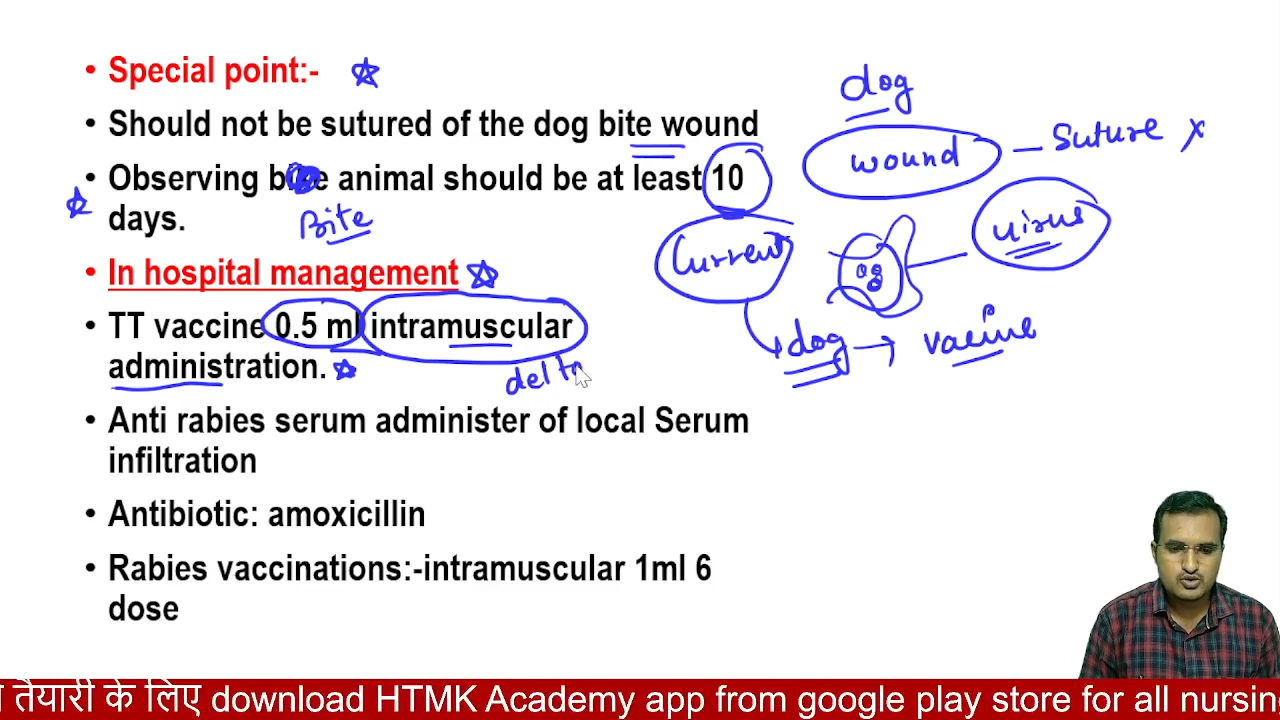 Special point:-
Should not be sutured of the dog bite wound
Observing animal should be at least 10
days.
Bite
In hospital management
TT vaccine 0.5 ml intramuscular
administration.
delt
Anti rabies serum administer of local Serum
infiltration
Antibiotic: amoxicillin
Rabies vaccinations:-intramuscular 1ml 6
dose
dog
wound — Suture x
virus
Current
dog → vacine
तैयारी के लिए download HTMK Academy app from google play store for all nursing